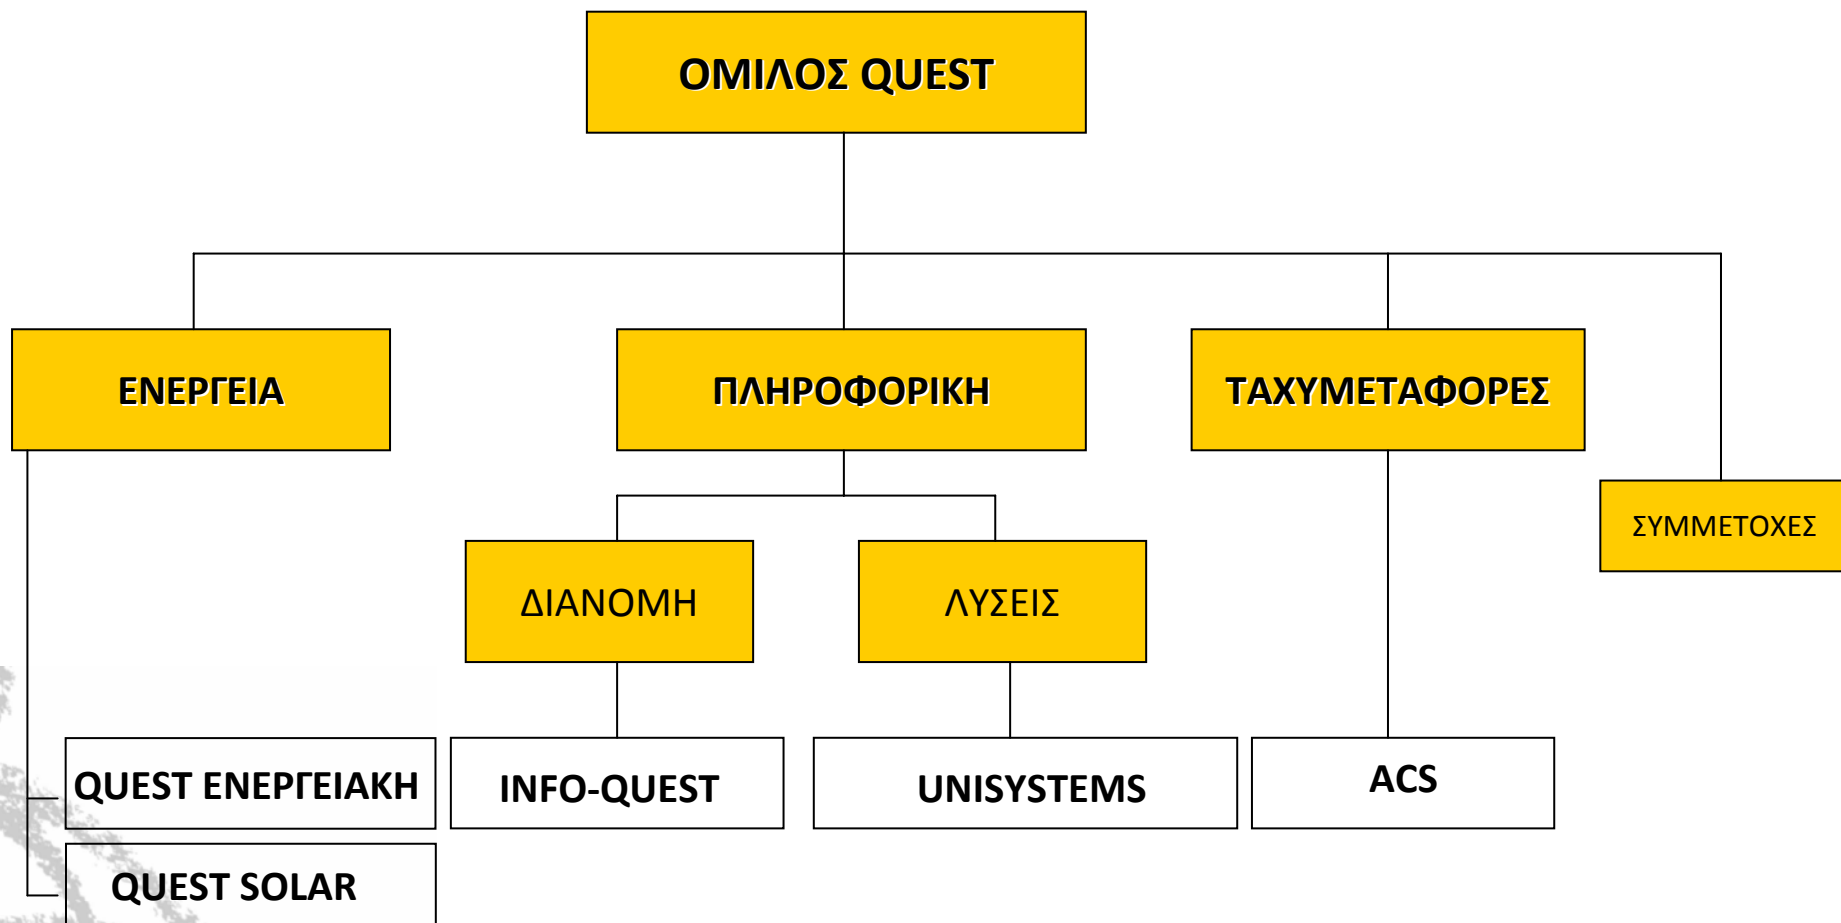 ΟΜΙΛΟΣ QUEST
ΕΝΕΡΓΕΙΑ
ΠΛΗΡΟΦΟΡΙΚΗ
ΤΑΧΥΜΕΤΑΦΟΡΕΣ
ΣΥΜΜΕΤΟΧΕΣ
ΔΙΑΝΟΜΗ
ΛΥΣΕΙΣ
QUEST ΕΝΕΡΓΕΙΑΚΗ
INFO-QUEST
UNISYSTEMS
ACS
QUEST SOLAR